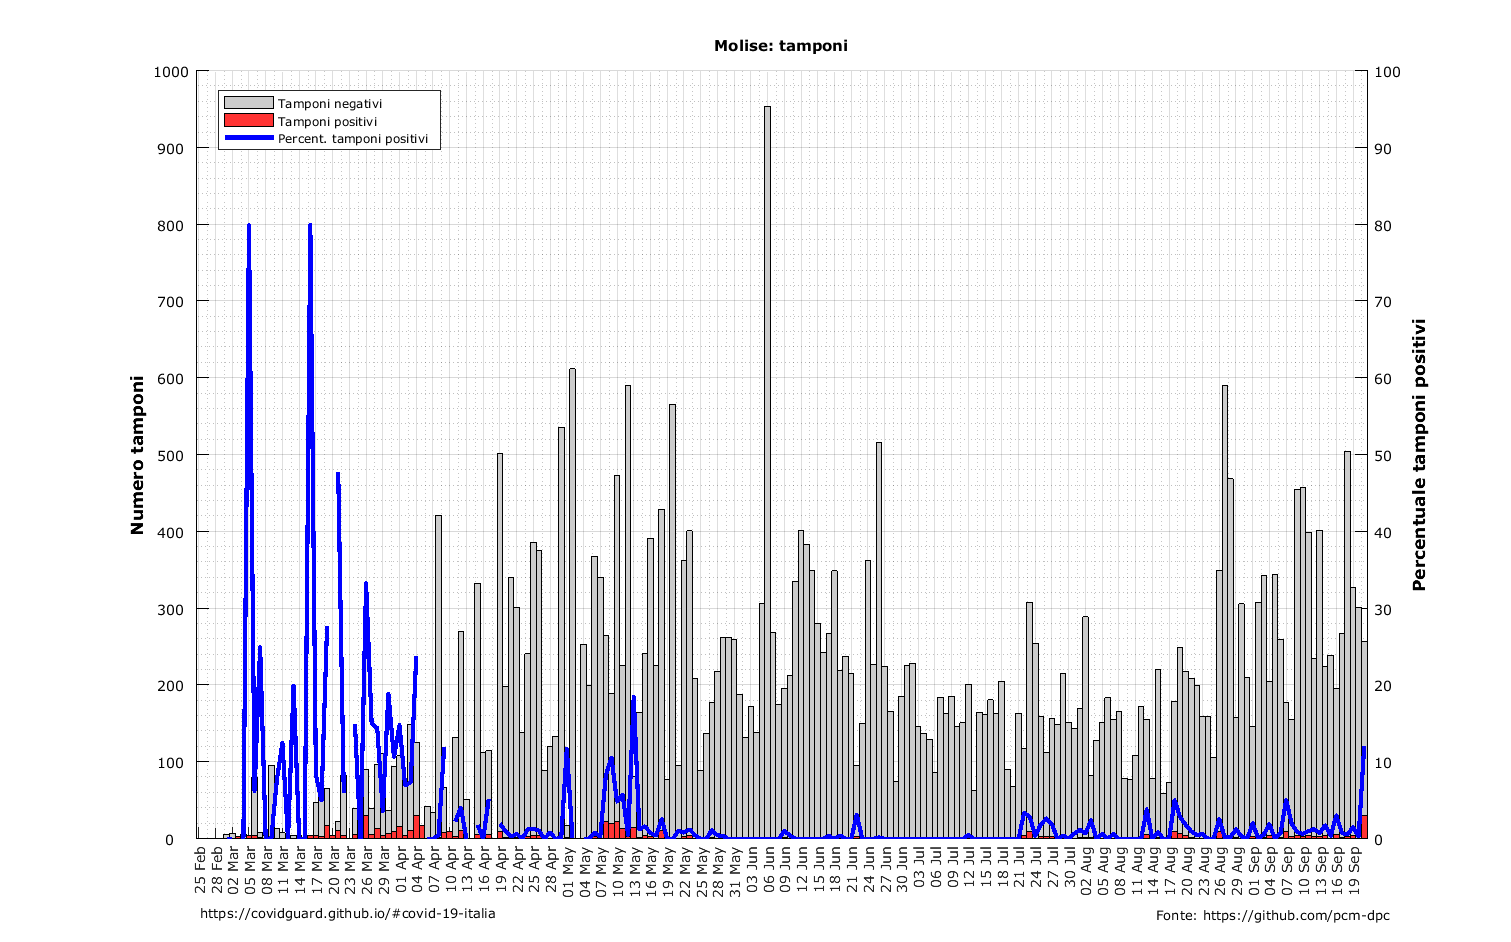 Molise: tamponi
Tamponi negativi
Tamponi positivi
Percent. tamponi positivi
Numero tamponi
1000
900
800
700
600
500
400
300
200
100
0
Percentuale tamponi positivi
100
90
80
70
60
50
40
30
20
10
0
25 Feb
28 Feb
02 Mar
05 Mar
08 Mar
11 Mar
14 Mar
17 Mar
20 Mar
23 Mar
26 Mar
29 Mar
01 Apr
04 Apr
07 Apr
10 Apr
13 Apr
16 Apr
19 Apr
22 Apr
25 Apr
28 Apr
01 May
04 May
07 May
10 May
13 May
16 May
19 May
22 May
25 May
28 May
31 May
03 Jun
06 Jun
09 Jun
12 Jun
15 Jun
18 Jun
21 Jun
24 Jun
27 Jun
30 Jun
03 Jul
06 Jul
09 Jul
12 Jul
15 Jul
18 Jul
21 Jul
24 Jul
27 Jul
30 Jul
02 Aug
05 Aug
08 Aug
11 Aug
14 Aug
17 Aug
20 Aug
23 Aug
26 Aug
29 Aug
01 Sep
04 Sep
07 Sep
10 Sep
13 Sep
16 Sep
19 Sep
https://covidguard.github.io/#covid-19-italia
Fonte: https://github.com/pcm-dpc